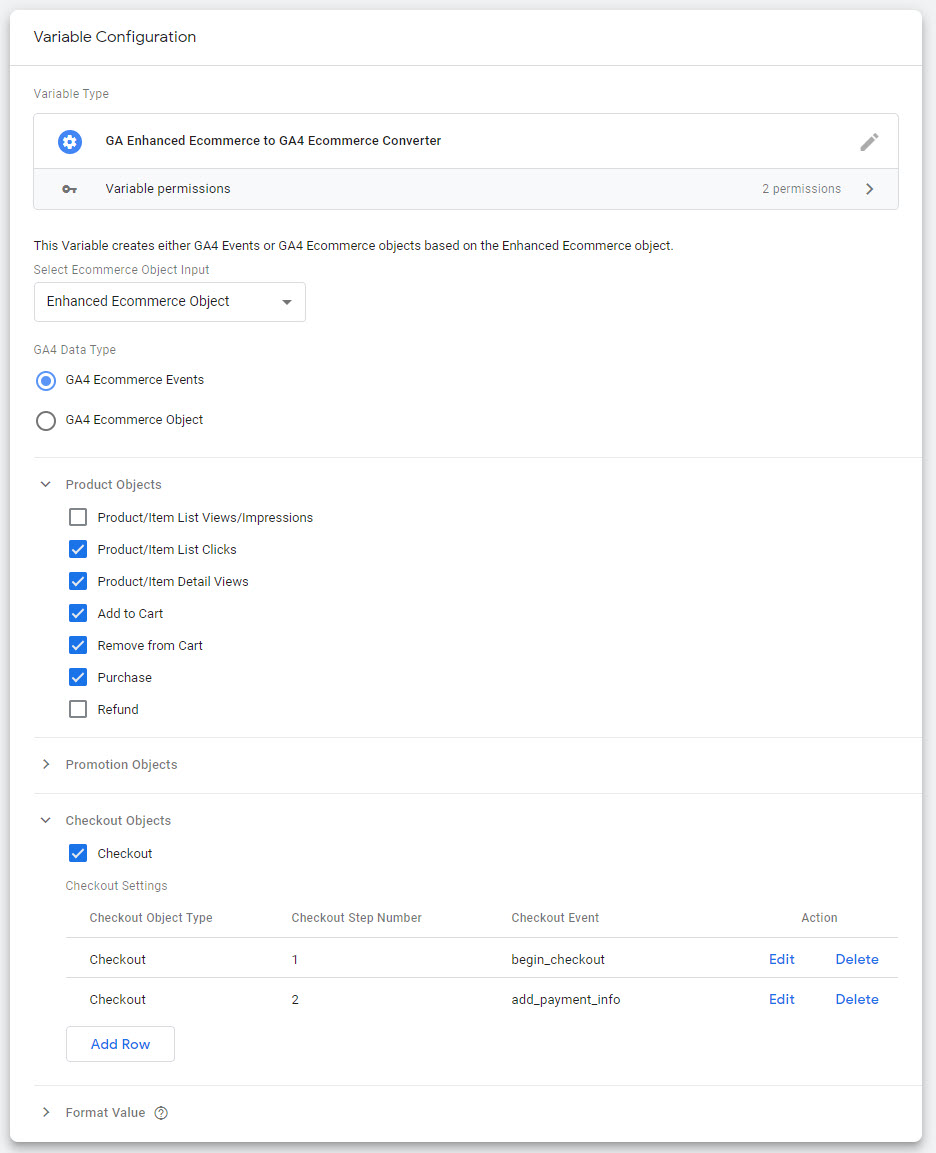 Variable Configuration
Variable Type
GA Enhanced Ecommerce to GA4 Ecommerce Converter
Variable permissions 2 permissions
This Variable creates either GA4 Events or GA4 Ecommerce objects based on the Enhanced Ecommerce object.
Select Ecommerce Object Input
Enhanced Ecommerce Object
GA4 Data Type
GA4 Ecommerce Events
GA4 Ecommerce Object
Product Objects
Product/Item List Views/Impressions
Product/Item List Clicks
Product/Item Detail Views
Add to Cart
Remove from Cart
Purchase
Refund
Promotion Objects
Checkout Objects
Checkout
Checkout Settings
Checkout Object Type Checkout Step Number Checkout Event Action
Checkout 1 begin_checkout Edit Delete
Checkout 2 add_payment_info Edit Delete
Add Row
Format Value ?